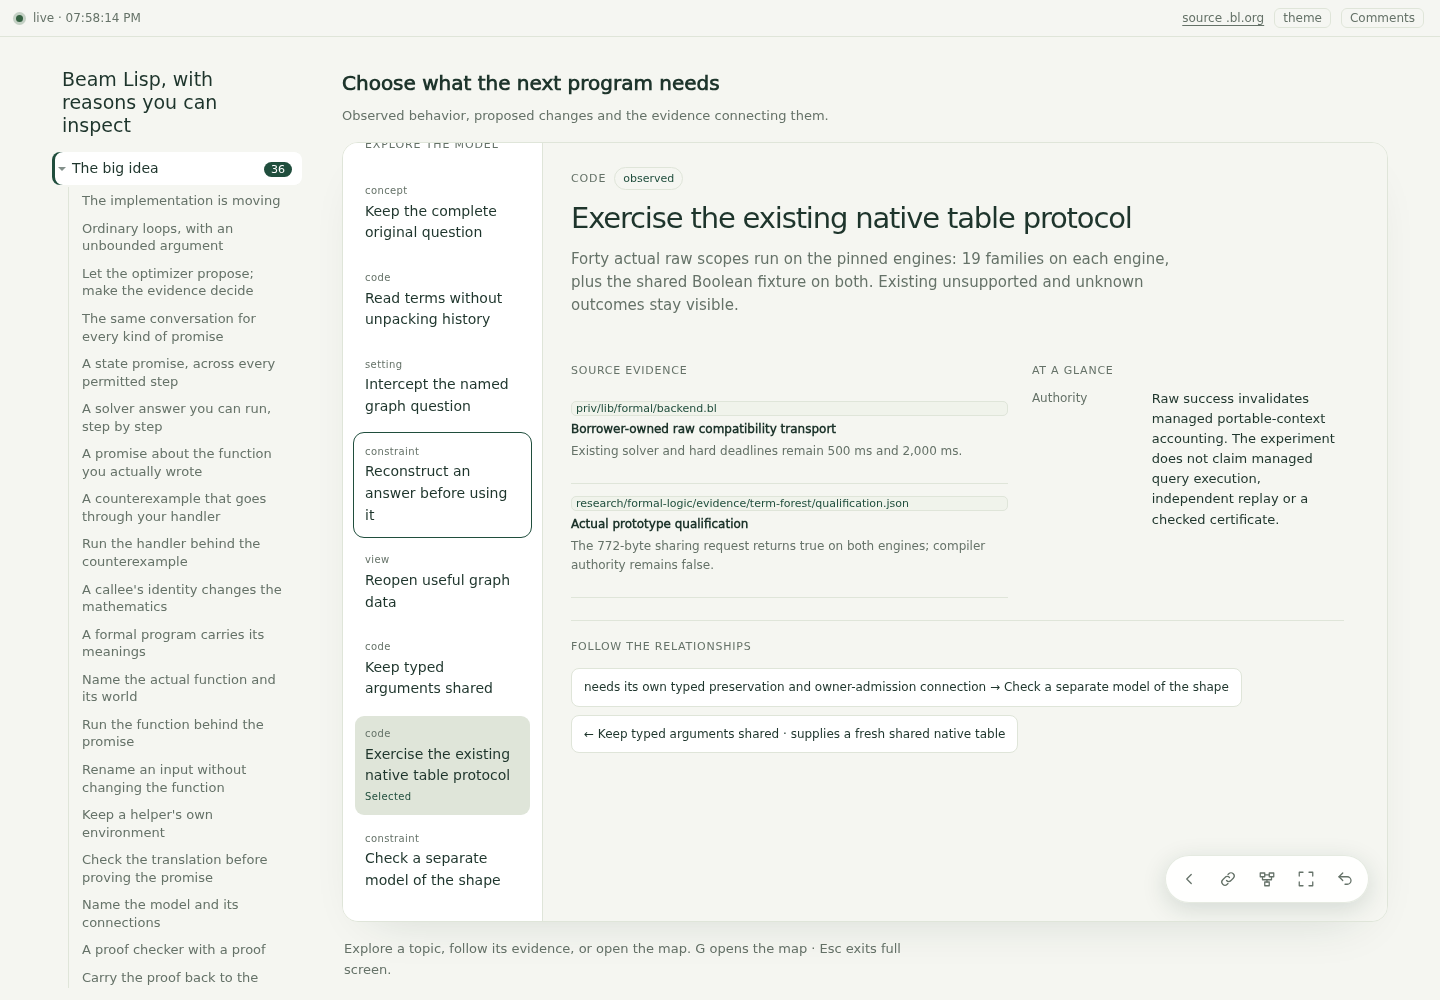 live · 07:58:14 PM
source .bl.org
theme
Comments
Beam Lisp, with
reasons you can
inspect
The big idea
36
The implementation is moving
Ordinary loops, with an
unbounded argument
Let the optimizer propose;
make the evidence decide
The same conversation for
every kind of promise
A state promise, across every
permitted step
A solver answer you can run,
step by step
A promise about the function
you actually wrote
A counterexample that goes
through your handler
Run the handler behind the
counterexample
A callee's identity changes the
mathematics
A formal program carries its
meanings
Name the actual function and
its world
Run the function behind the
promise
Rename an input without
changing the function
Keep a helper's own
environment
Check the translation before
proving the promise
Name the model and its
connections
A proof checker with a proof
Carry the proof back to the
Choose what the next program needs
Observed behavior, proposed changes and the evidence connecting them.
EXPLORE THE MODEL
concept
Keep the complete
original question
code
Read terms without
unpacking history
setting
Intercept the named
graph question
constraint
Reconstruct an
answer before using
it
view
Reopen useful graph
data
code
Keep typed
arguments shared
code
Exercise the existing
native table protocol
Selected
constraint
Check a separate
model of the shape
CODE
observed
Exercise the existing native table protocol
Forty actual raw scopes run on the pinned engines: 19 families on each engine,
plus the shared Boolean fixture on both. Existing unsupported and unknown
outcomes stay visible.
SOURCE EVIDENCE
priv/lib/formal/backend.bl
Borrower-owned raw compatibility transport
Existing solver and hard deadlines remain 500 ms and 2,000 ms.
research/formal-logic/evidence/term-forest/qualification.json
Actual prototype qualification
The 772-byte sharing request returns true on both engines; compiler
authority remains false.
AT A GLANCE
Authority
Raw success invalidates
managed portable-context
accounting. The experiment
does not claim managed
query execution,
independent replay or a
checked certificate.
FOLLOW THE RELATIONSHIPS
needs its own typed preservation and owner-admission connection → Check a separate model of the shape
← Keep typed arguments shared · supplies a fresh shared native table
Explore a topic, follow its evidence, or open the map. G opens the map · Esc exits full
screen.